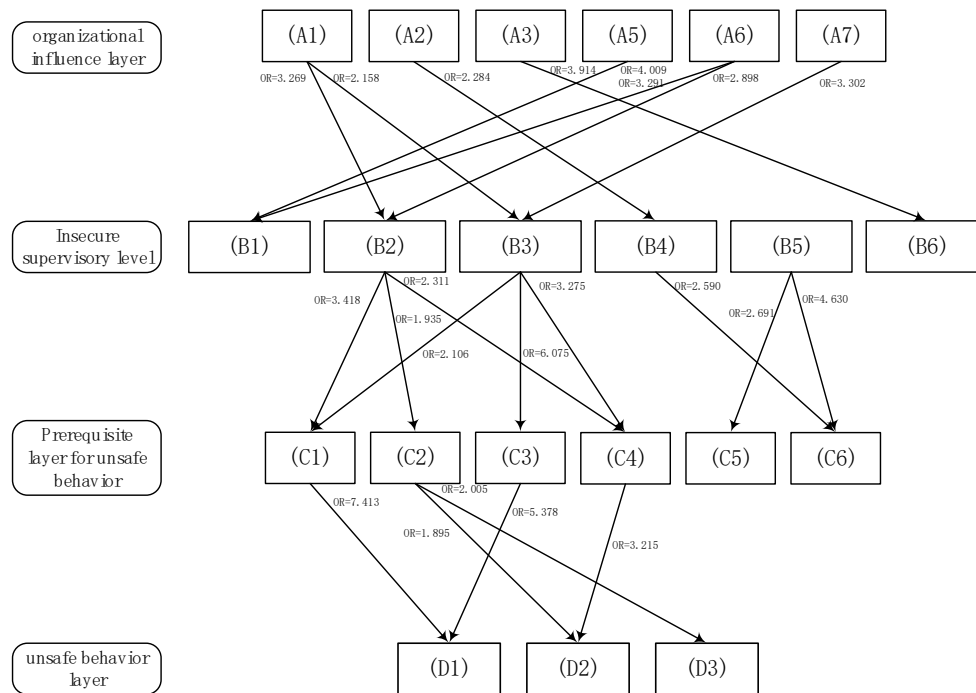 organizational
influence layer
(A1)
(A2)
(A3)
(A5)
(A6)
(A7)
OR=3.269
OR=2.158
OR=2.284
OR=3.914
OR=4.009
OR=3.291
OR=2.898
OR=3.302
Insecure
supervisory level
(B1)
(B2)
(B3)
(B4)
(B5)
(B6)
OR=3.418
OR=2.311
OR=1.935
OR=2.106
OR=3.275
OR=6.075
OR=2.590
OR=2.691
OR=4.630
Prerequisite
layer for unsafe
behavior
(C1)
(C2)
(C3)
(C4)
(C5)
(C6)
OR=7.413
OR=2.005
OR=1.895
OR=5.378
OR=3.215
unsafe behavior
layer
(D1)
(D2)
(D3)